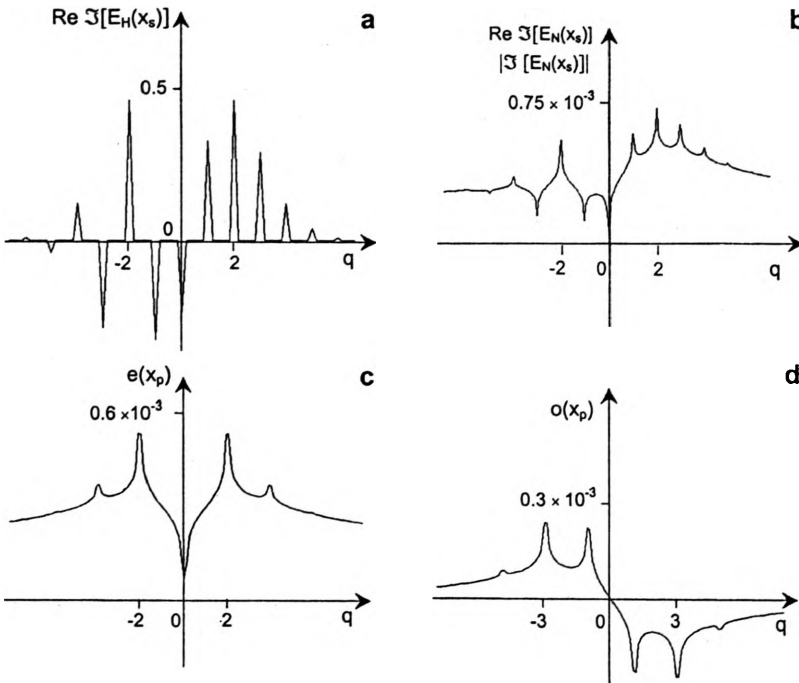 Re ℑ[E_H(x_s)]
a
0.5
0
-2
2
q
Re ℑ[E_N(x_s)]
b
|ℑ [E_N(x_s)]|
0.75 × 10⁻³
-2
0
2
q
e(x_p)
c
0.6 × 10⁻³
-2
0
2
q
d
o(x_p)
0.3 × 10⁻³
-3
0
3
q